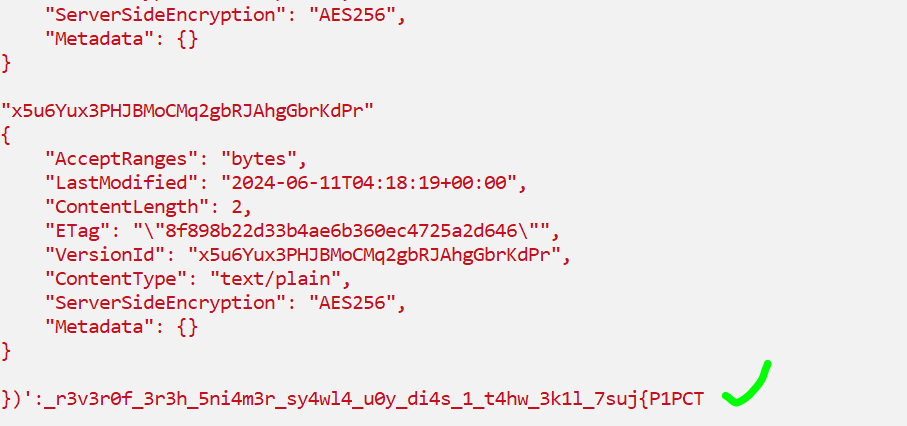 "ServerSideEncryption": "AES256",
"Metadata": {}
}
"x5u6Yux3PHJBMoCMq2gbRJAhgGbrKdPr"
{
"AcceptRanges": "bytes",
"LastModified": "2024-06-11T04:18:19+00:00",
"ContentLength": 2,
"ETag": "\"8f898b22d33b4ae6b360ec4725a2d646\"",
"VersionId": "x5u6Yux3PHJBMoCMq2gbRJAhgGbrKdPr",
"ContentType": "text/plain",
"ServerSideEncryption": "AES256",
"Metadata": {}
}
})':_r3v3r0f_3r3h_5ni4m3r_sy4wl4_u0y_di4s_1_t4hw_3k1l_7suj{P1PCT